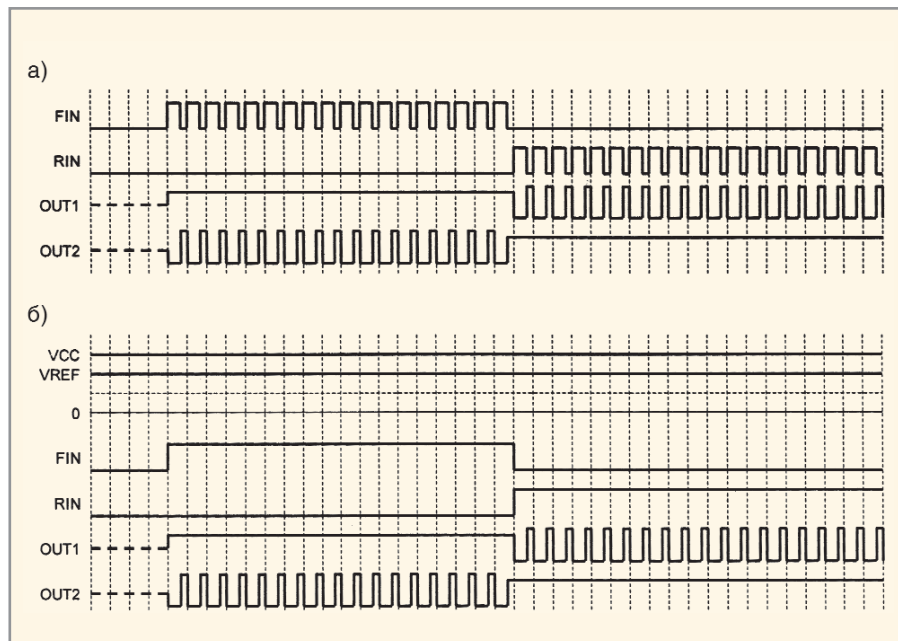 а)
FIN
RIN
OUT1
OUT2
б)
VCC
VREF
0
FIN
RIN
OUT1
OUT2